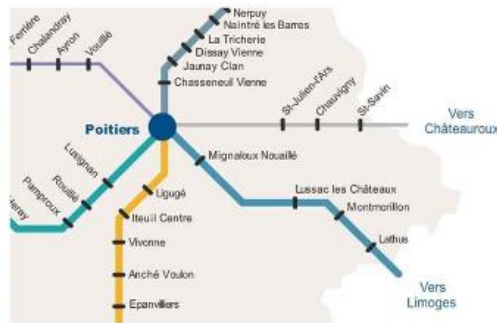 Nerpuy
Naintré les Barres
La Tricherie
Dissay Vienne
Jaunay Clan
Chasseneuil Vienne
Ferrière
Chalandray
Ayron
Vouillé
St-Julien-l'Ars
Chauvigny
St-Savin
Vers
Châteauroux
Poitiers
Mignaloux Nouaillé
Lusignan
Rouillé
Pamproux
Ligugé
Iteuil Centre
Vivonne
Anché Voulon
Epanvilliers
Lussac les Châteaux
Montmorillon
Lathus
Vers
Limoges